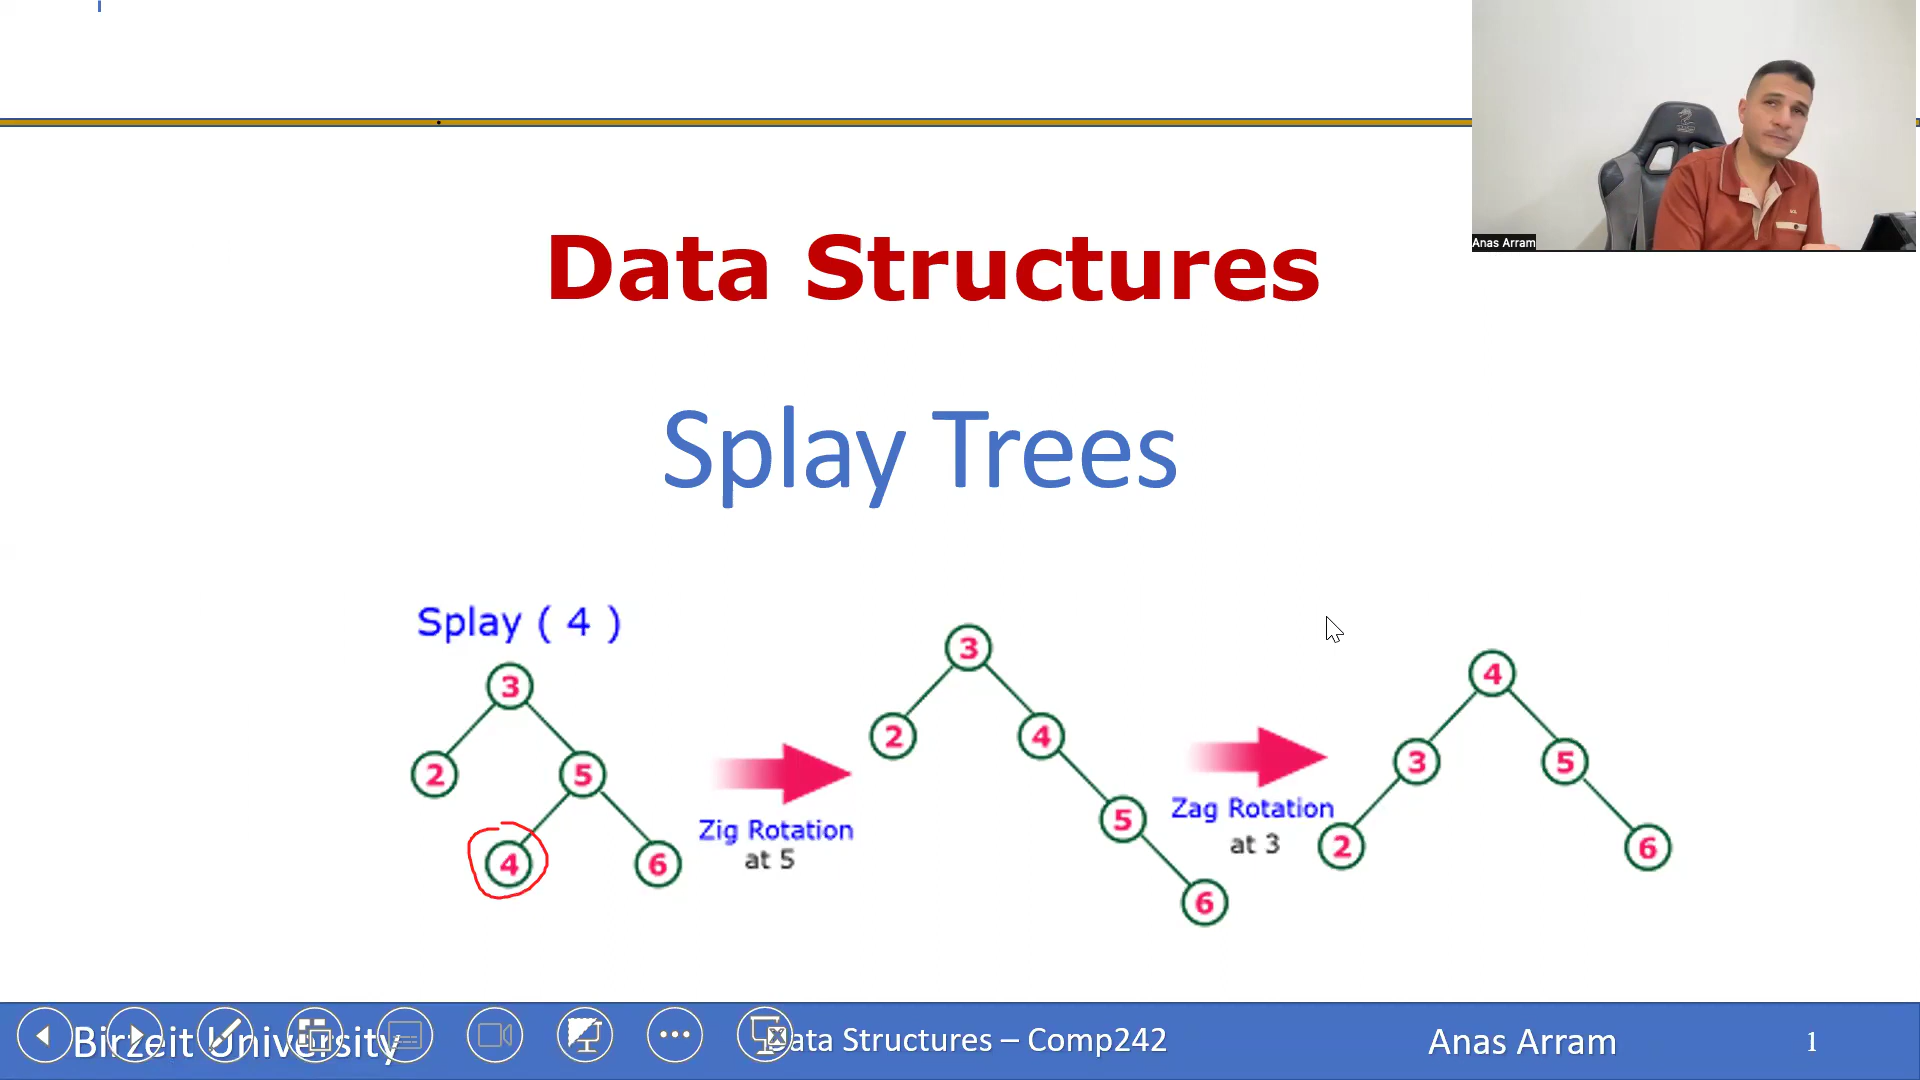 Anas Arram
Data Structures
Splay Trees
Splay ( 4 )
3
2
5
4
6
Zig Rotation
at 5
3
2
4
5
6
Zag Rotation
at 3
4
3
5
2
6
Birzeit University
Data Structures – Comp242
Anas Arram
1